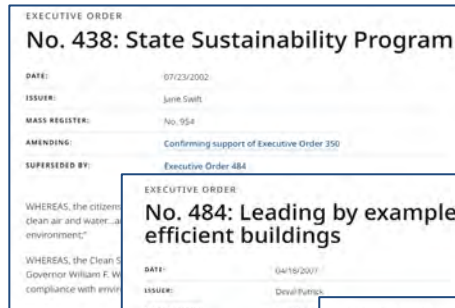 EXECUTIVE ORDER
No. 438: State Sustainability Program
DATE: 07/23/2002
ISSUER: Jane Swift
MASS REGISTER: No. 954
AMENDING: Confirming support of Executive Order 350
SUPERSEDED BY: Executive Order 484
WHEREAS, the citizens
clean air and water...a
environment;"
WHEREAS, the Clean S
Governor William F. W
compliance with envir
EXECUTIVE ORDER
No. 484: Leading by example
efficient buildings
DATE: 04/18/2007
ISSUER: Deval Patrick